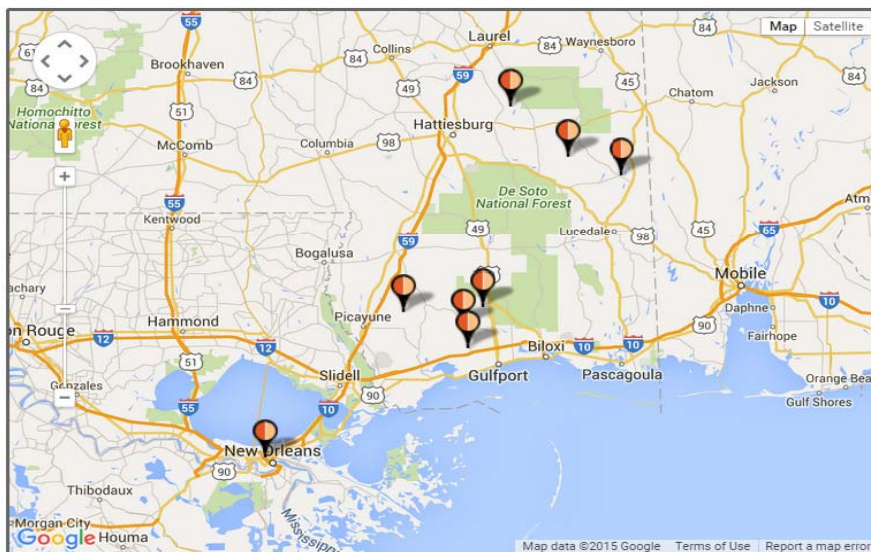 55
Laurel
Waynesboro
Map
Satellite
Collins
61
84
Brookhaven
84
59
84
45
84
Jackson
Chatom
49
Homochitto
National Forest
51
Hattiesburg
McComb
Columbia
98
98
De Soto
National Forest
55
Kentwood
49
Lucedale
98
45
Atm
65
59
Bogalusa
Mobile
achary
Picayune
10
Hammond
on Rouge
12
90
Daphne
Fairhope
12
10
Biloxi
10
51
Gulfport
Pascagoula
Slidell
Orange Bea
Gonzales
90
Gulf Shores
55
10
New Orleans
90
Thibodaux
Mississippi
Morgan City
Houma
Google
Map data ©2015 Google
Terms of Use
Report a map error